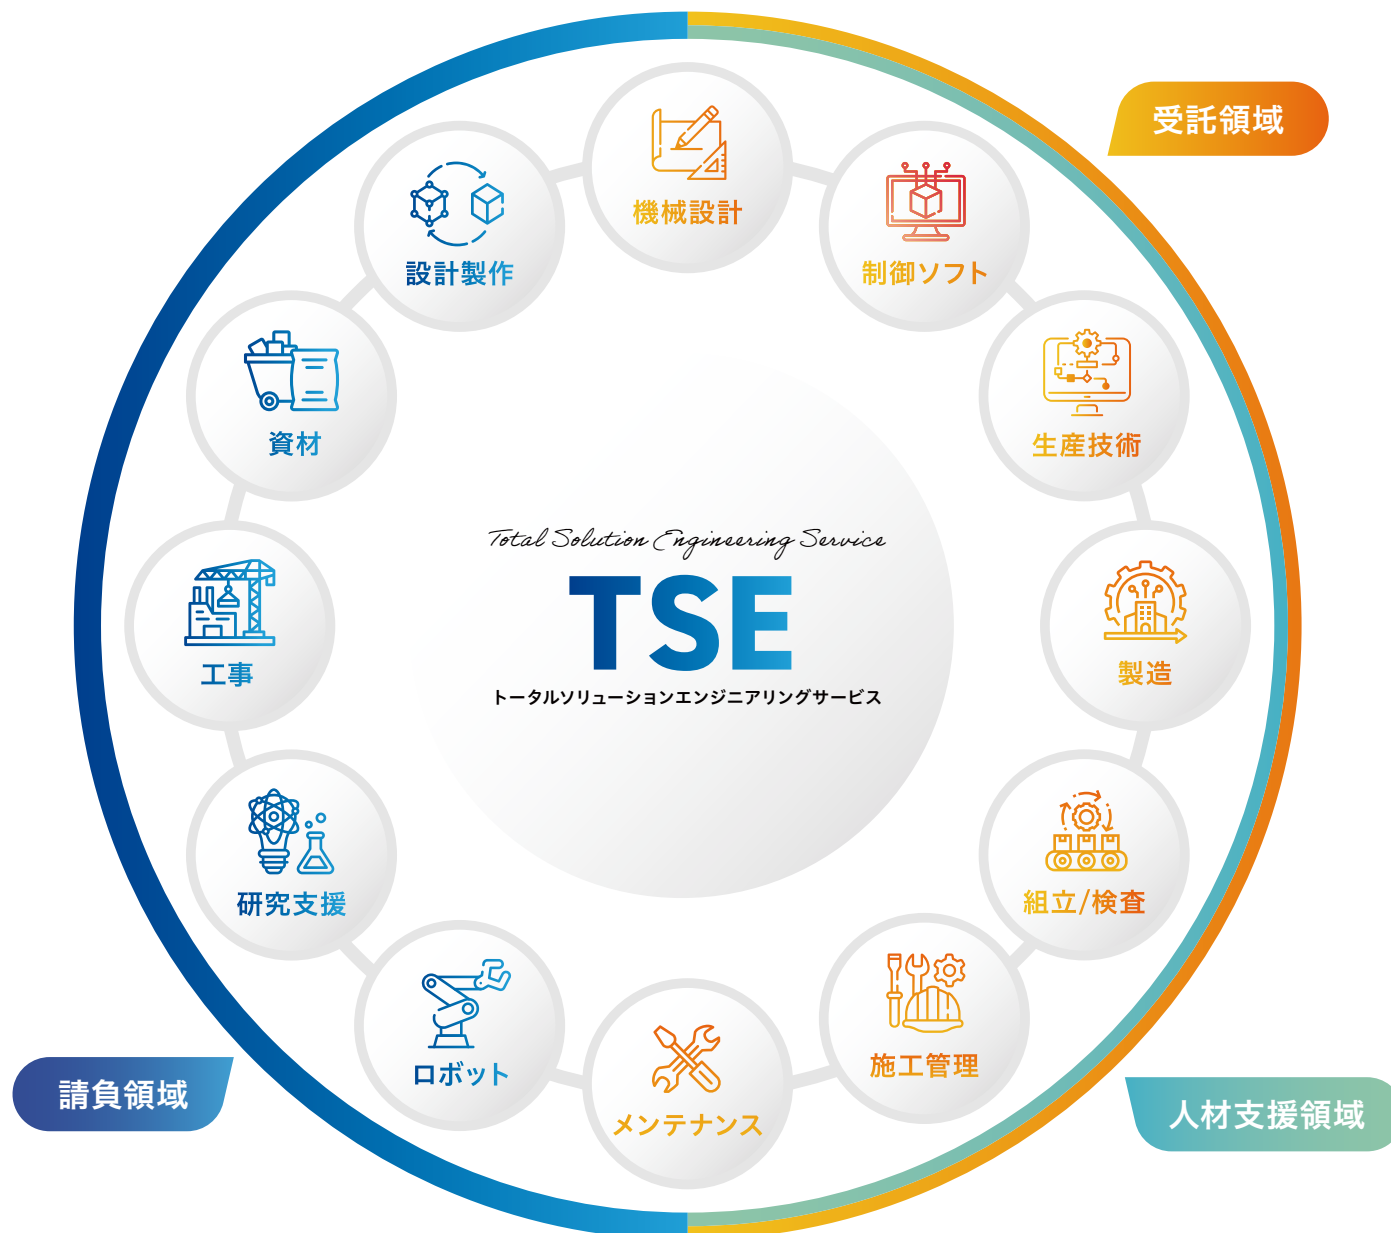 受託領域
機械設計
制御ソフト
設計製作
生産技術
資材
Total Solution Engineering Service
TSE
トータルソリューションエンジニアリングサービス
製造
工事
組立/検査
研究支援
施工管理
ロボット
メンテナンス
請負領域
人材支援領域